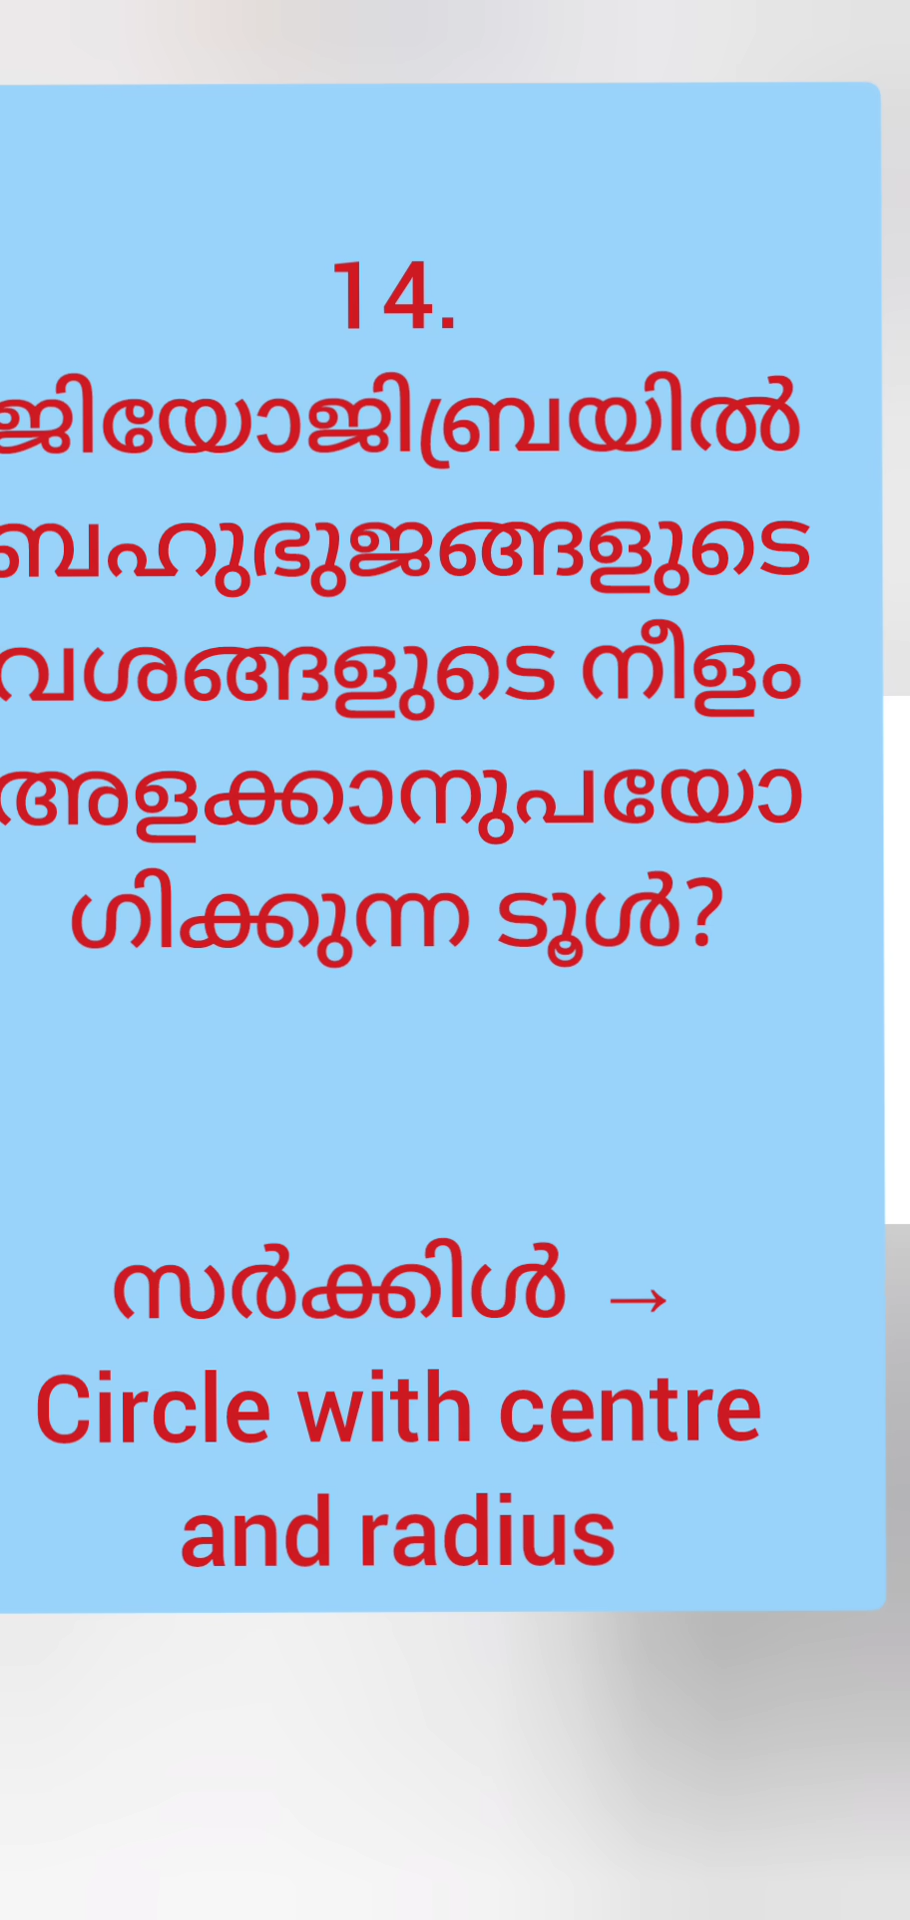 14.
ജിയോജിബ്രയിൽ
ബഹുഭുജങ്ങളുടെ
വശങ്ങളുടെ നീളം
അളക്കാനുപയോ
ഗിക്കുന്ന ടൂൾ?
സർക്കിൾ →
Circle with centre
and radius